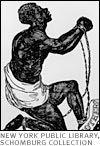 NEW YORK PUBLIC LIBRARY,
SCHOMBURG COLLECTION